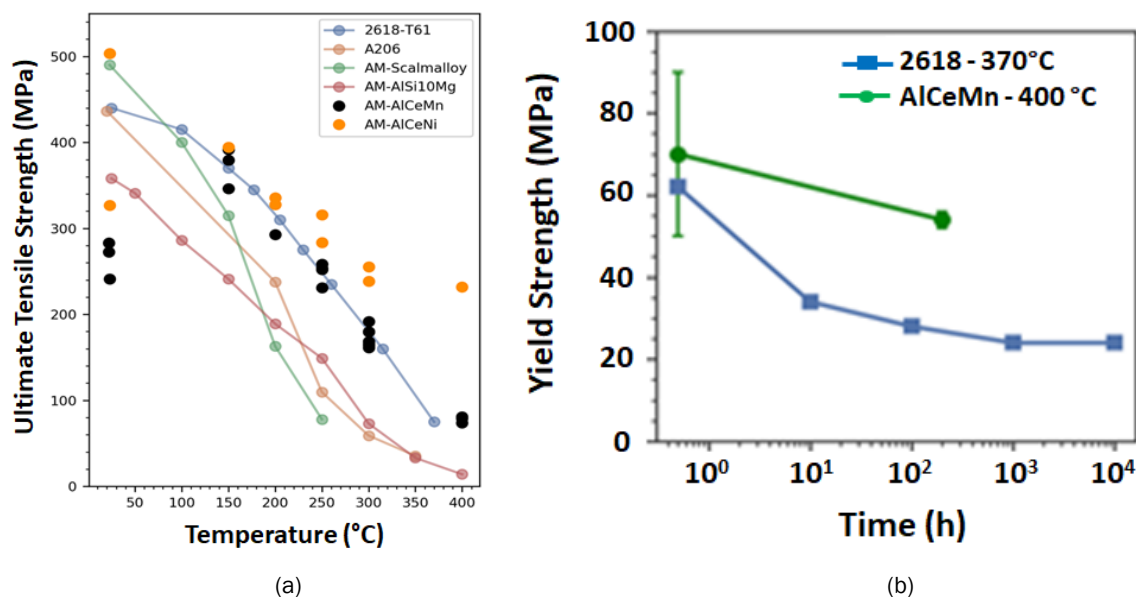 Ultimate Tensile Strength (MPa)
500
400
300
200
100
0
50
100
150
200
250
300
350
400
Temperature (°C)
2618-T61
A206
AM-Scalmalloy
AM-AlSi10Mg
AM-AlCeMn
AM-AlCeNi
(a)
Yield Strength (MPa)
100
80
60
40
20
0
10⁰
10¹
10²
10³
10⁴
Time (h)
2618 - 370°C
AlCeMn - 400 °C
(b)